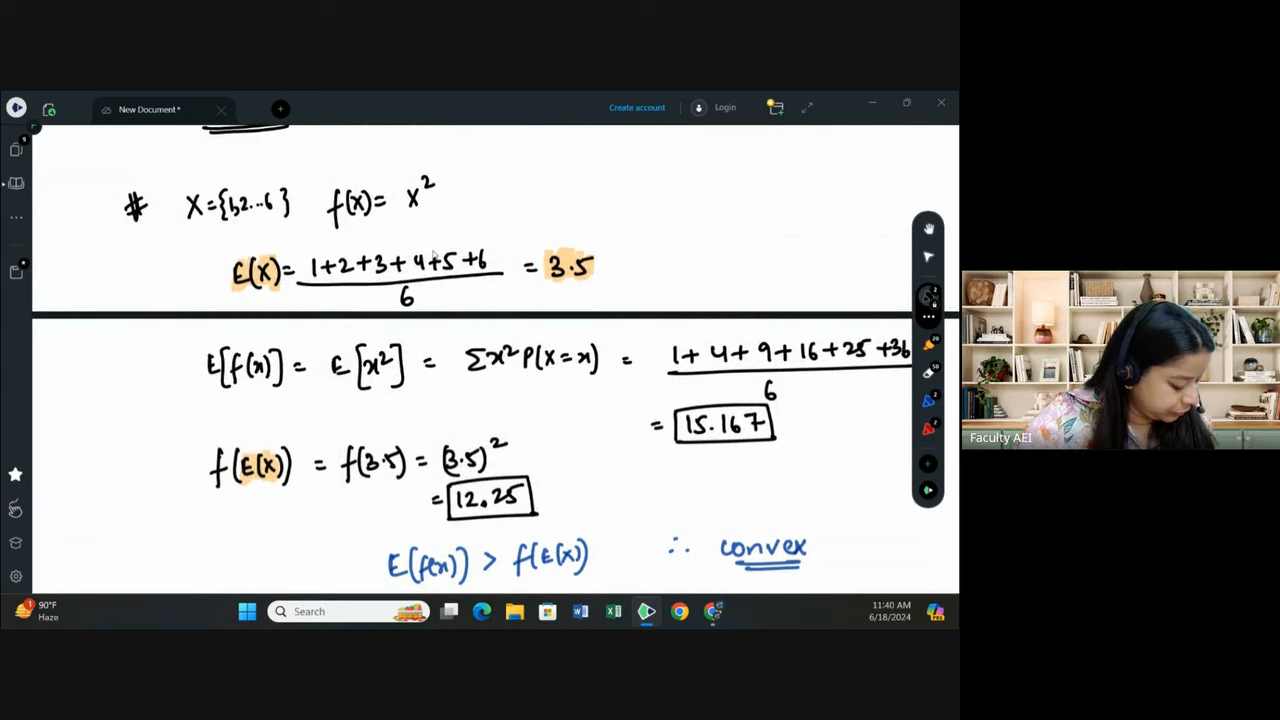 New Document*
Create account
Login
# X={1,2...6} f(x)= x²
E(X)= 1+2+3+4+5+6 / 6 = 3.5
E[f(x)] = E[x²] = Σx² P(X=x) = 1+4+9+16+25+36 / 6
= 15.167
f(E(X)) = f(3.5) = (3.5)²
= 12.25
E(f(x)) > f(E(X)) ∴ convex
Faculty AEI
90°F
Haze
Search
11:40 AM
6/18/2024